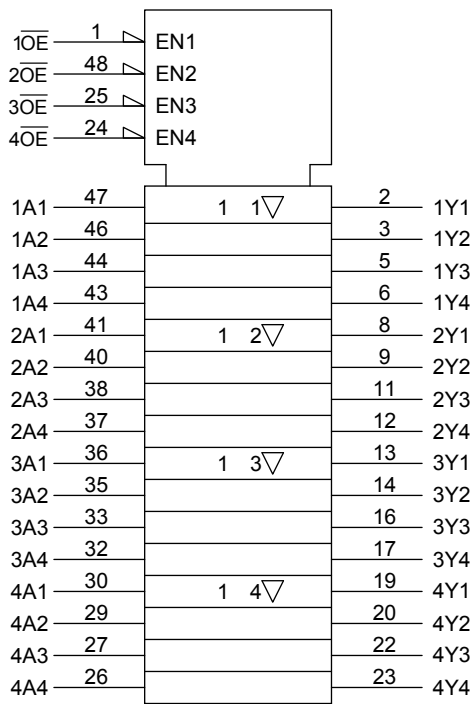 1O̅E̅ 1 EN1
2O̅E̅ 48 EN2
3O̅E̅ 25 EN3
4O̅E̅ 24 EN4
1A1 47 1 1▽ 2 1Y1
1A2 46 3 1Y2
1A3 44 5 1Y3
1A4 43 6 1Y4
2A1 41 1 2▽ 8 2Y1
2A2 40 9 2Y2
2A3 38 11 2Y3
2A4 37 12 2Y4
3A1 36 1 3▽ 13 3Y1
3A2 35 14 3Y2
3A3 33 16 3Y3
3A4 32 17 3Y4
4A1 30 1 4▽ 19 4Y1
4A2 29 20 4Y2
4A3 27 22 4Y3
4A4 26 23 4Y4